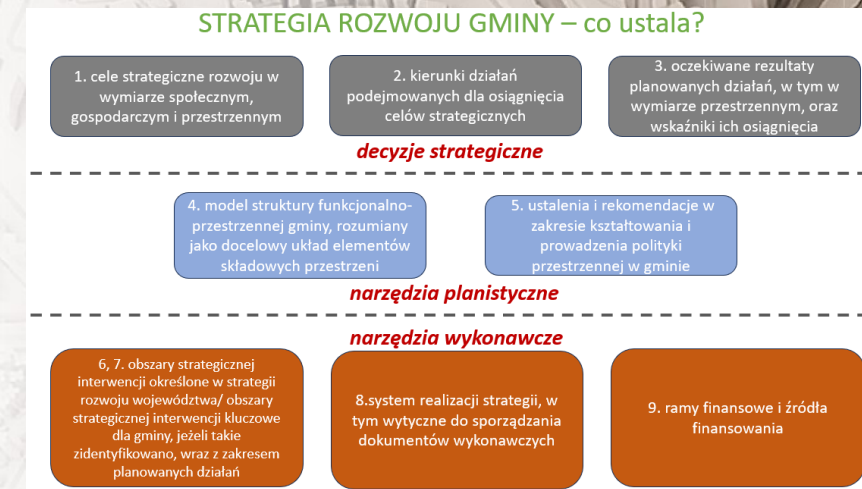 STRATEGIA ROZWOJU GMINY – co ustala?
1. cele strategiczne rozwoju w
wymiarze społecznym,
gospodarczym i przestrzennym
2. kierunki działań
podejmowanych dla osiągnięcia
celów strategicznych
3. oczekiwane rezultaty
planowanych działań, w tym w
wymiarze przestrzennym, oraz
wskaźniki ich osiągnięcia
decyzje strategiczne
4. model struktury funkcjonalno-
przestrzennej gminy, rozumiany
jako docelowy układ elementów
składowych przestrzeni
5. ustalenia i rekomendacje w
zakresie kształtowania i
prowadzenia polityki
przestrzennej w gminie
narzędzia planistyczne
narzędzia wykonawcze
6, 7. obszary strategicznej
interwencji określone w strategii
rozwoju województwa/ obszary
strategicznej interwencji kluczowe
dla gminy, jeżeli takie
zidentyfikowano, wraz z zakresem
planowanych działań
8.system realizacji strategii, w
tym wytyczne do sporządzania
dokumentów wykonawczych
9. ramy finansowe i źródła
finansowania